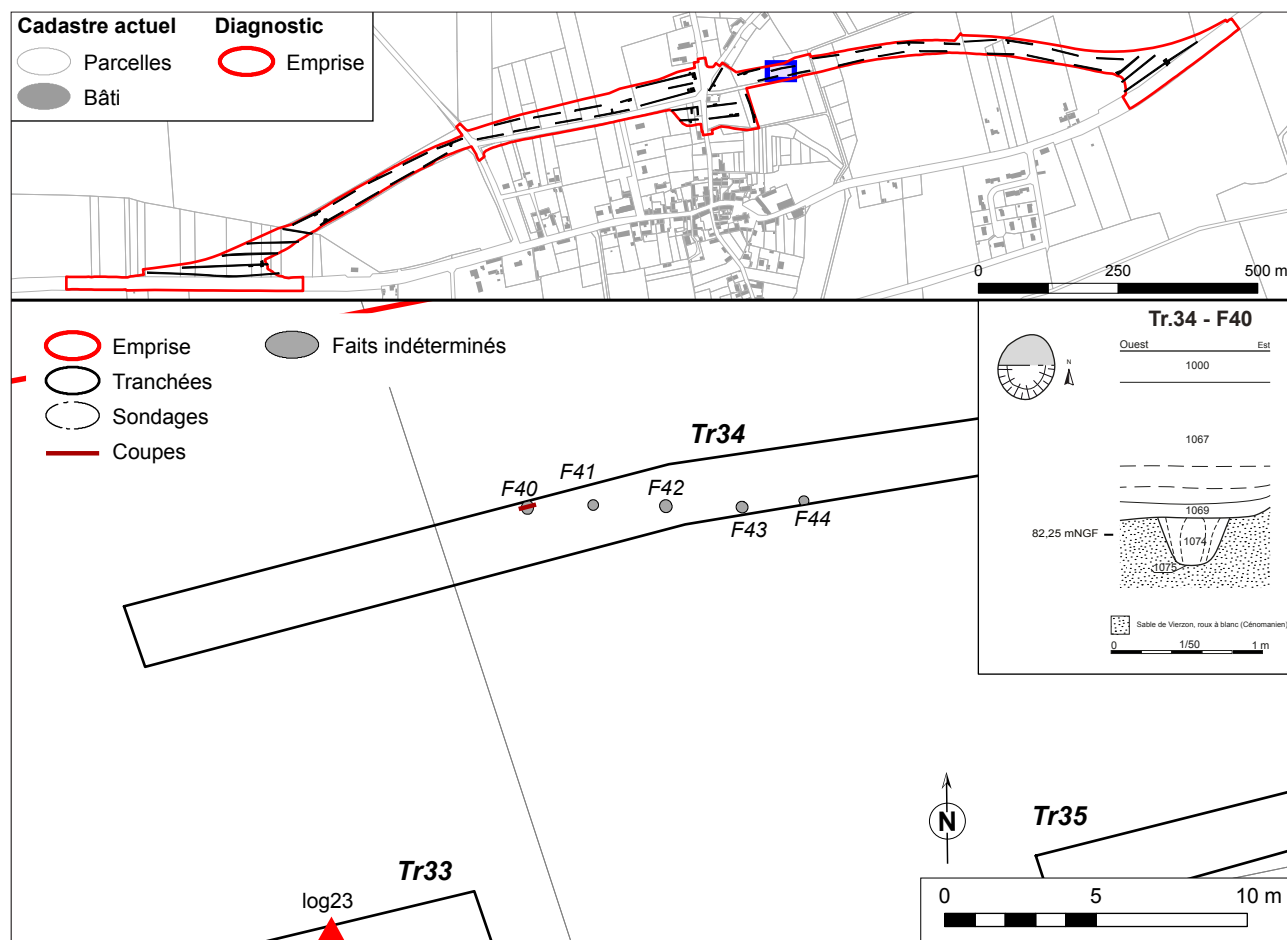 Cadastre actuel
Diagnostic
Parcelles
Emprise
Bâti
0 250 500 m
Emprise
Faits indéterminés
Tranchées
Sondages
Coupes
Tr34
F40
F41
F42
F43
F44
Tr.34 - F40
Ouest Est
1000
N
1067
1069
82,25 mNGF
1074
1075
Sable de Vierzon, roux à blanc (Cénomanien)
0 1/50 1 m
N
Tr35
Tr33
log23
0 5 10 m